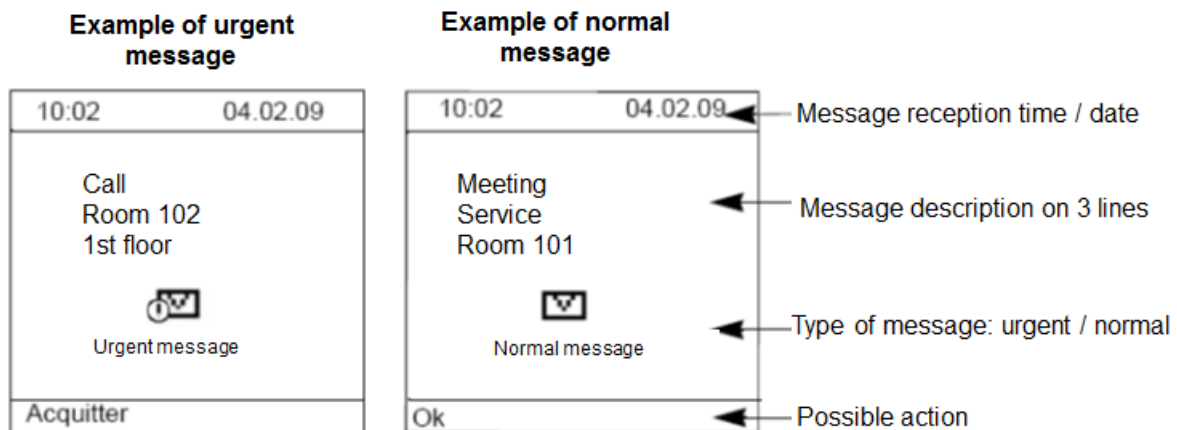 Example of urgent
message
10:02 04.02.09
Call
Room 102
1st floor
Urgent message
Acquitter
Example of normal
message
10:02 04.02.09
Meeting
Service
Room 101
Normal message
Ok
Message reception time / date
Message description on 3 lines
Type of message: urgent / normal
Possible action